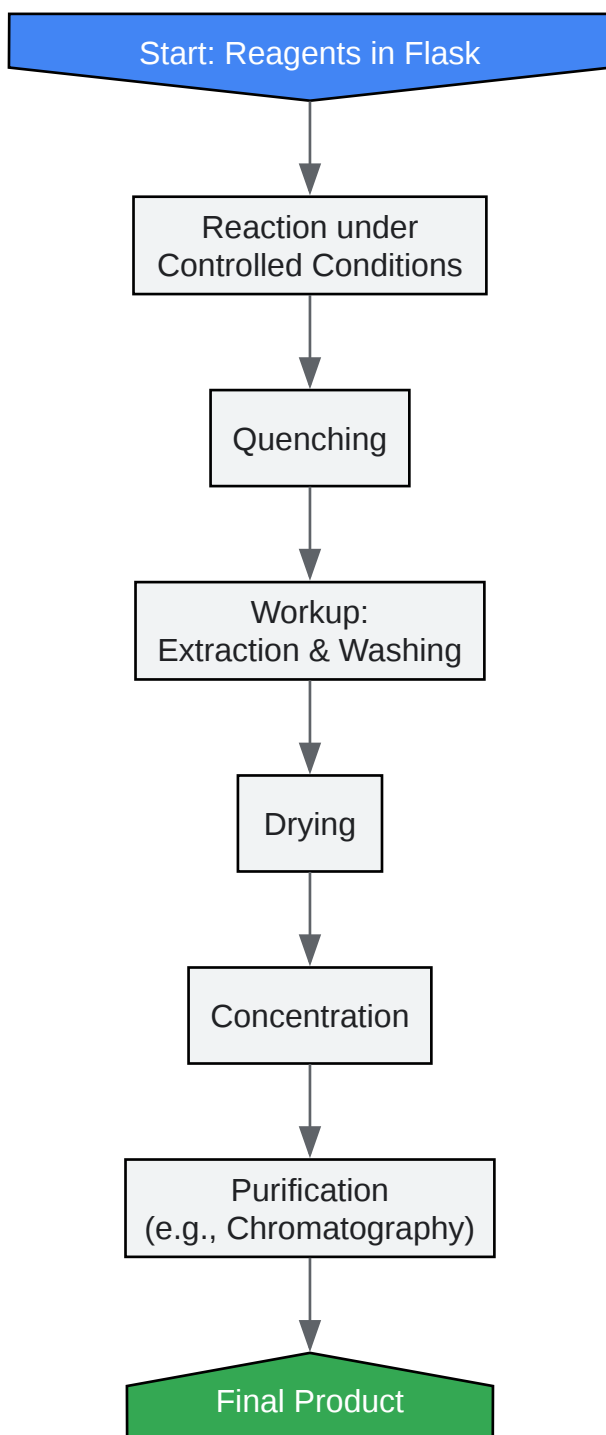 Start: Reagents in Flask
Reaction under
Controlled Conditions
Quenching
Workup:
Extraction & Washing
Drying
Concentration
Purification
(e.g., Chromatography)
Final Product